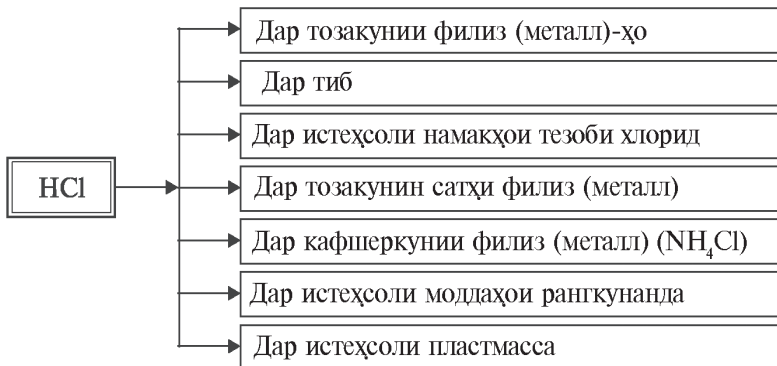 Дар тозакунии филиз (металл)-ҳо
Дар тиб
Дар истеҳсоли намакҳои тезоби хлорид
HCl
Дар тозакунин сатҳи филиз (металл)
Дар кафшеркунии филиз (металл) (NH₄Cl)
Дар истеҳсоли моддаҳои рангкунанда
Дар истеҳсоли пластмасса